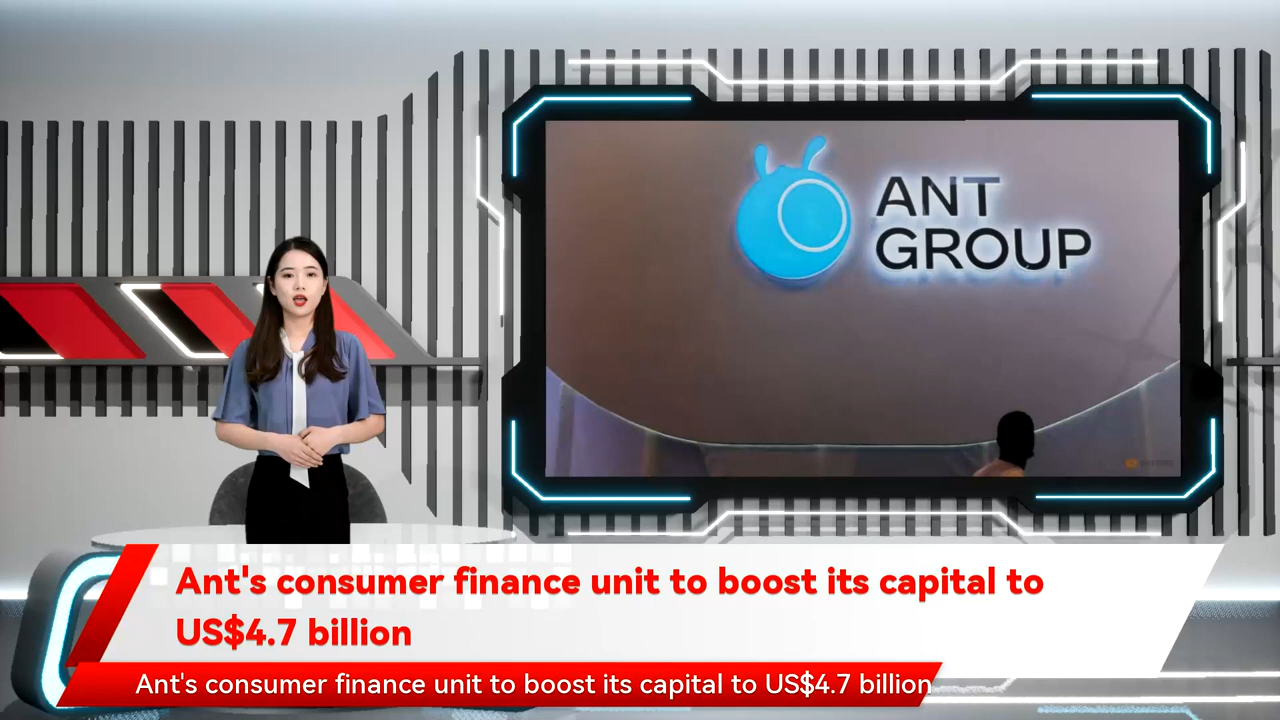 ANT
GROUP
Ant's consumer finance unit to boost its capital to
US$4.7 billion
Ant's consumer finance unit to boost its capital to US$4.7 billion